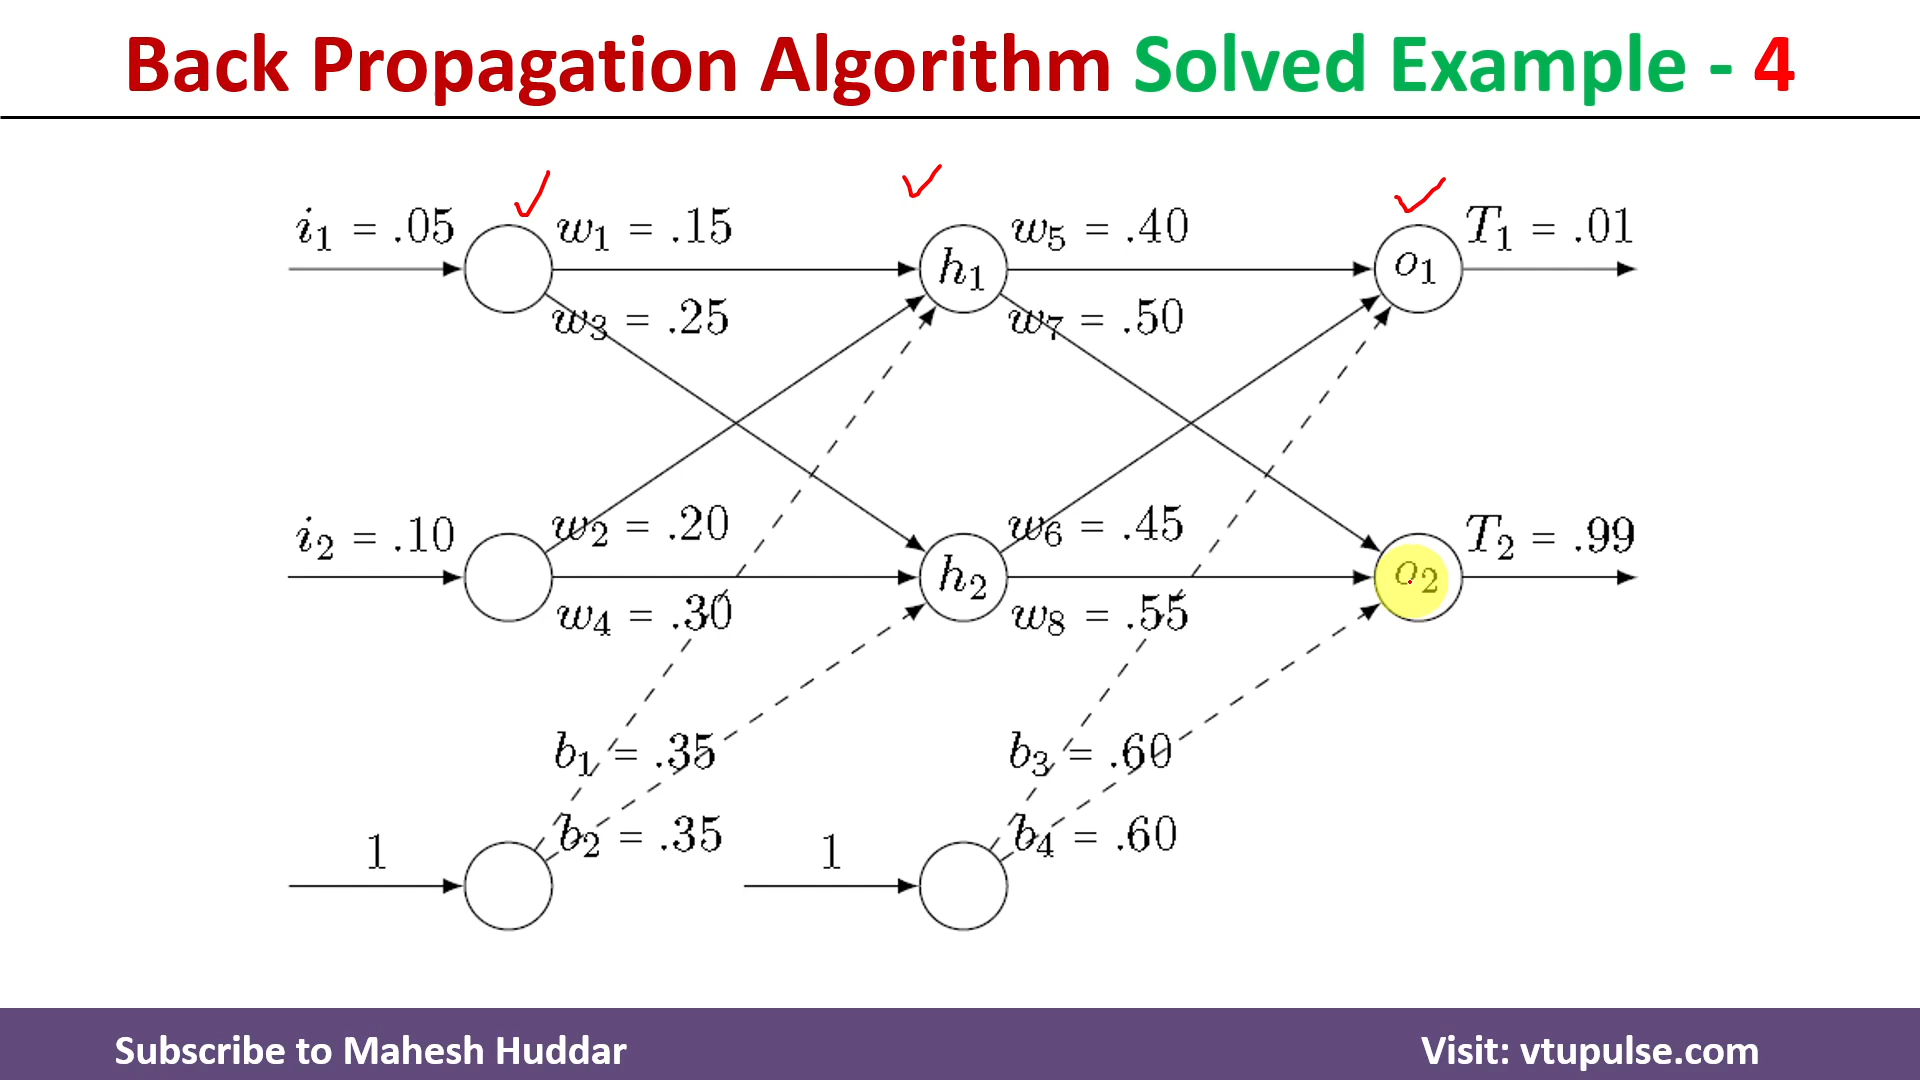 Back Propagation Algorithm Solved Example - 4
i₁ = .05 w₁ = .15 w₅ = .40 T₁ = .01
h₁ o₁
w₃ = .25 w₇ = .50
i₂ = .10 w₂ = .20 w₆ = .45 T₂ = .99
h₂ o₂
w₄ = .30 w₈ = .55
b₁ = .35 b₃ = .60
1 b₂ = .35 1 b₄ = .60
Subscribe to Mahesh Huddar Visit: vtupulse.com